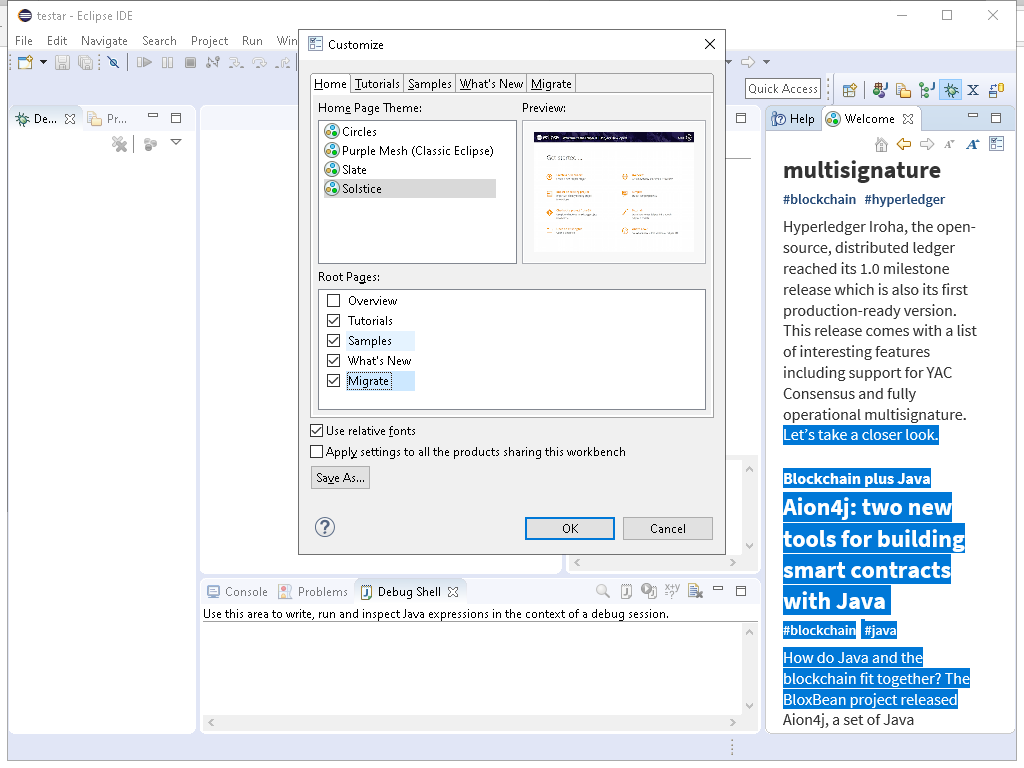 testar - Eclipse IDE
File Edit Navigate Search Project Run Win
Quick Access
De... Pr...
Customize
Home Tutorials Samples What's New Migrate
Home Page Theme: Preview:
Circles
Purple Mesh (Classic Eclipse)
Slate
Solstice
Root Pages:
Overview
Tutorials
Samples
What's New
Migrate
Use relative fonts
Apply settings to all the products sharing this workbench
Save As...
OK Cancel
Console Problems Debug Shell
Use this area to write, run and inspect Java expressions in the context of a debug session.
Help Welcome
multisignature
#blockchain #hyperledger
Hyperledger Iroha, the open-
source, distributed ledger
reached its 1.0 milestone
release which is also its first
production-ready version.
This release comes with a list
of interesting features
including support for YAC
Consensus and fully
operational multisignature.
Let's take a closer look.
Blockchain plus Java
Aion4j: two new
tools for building
smart contracts
with Java
#blockchain #java
How do Java and the
blockchain fit together? The
BloxBean project released
Aion4j, a set of Java